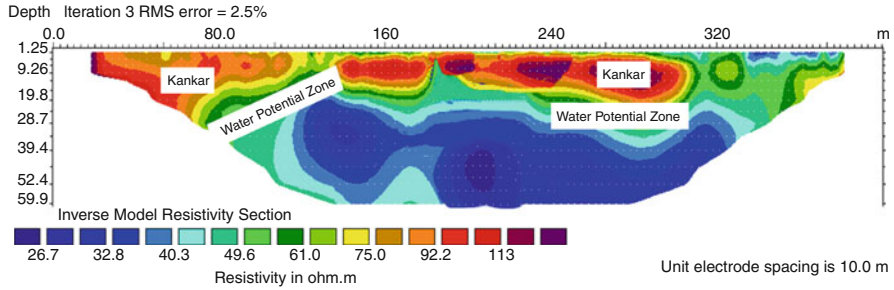 Depth Iteration 3 RMS error = 2.5%
0.0 80.0 160 240 320 m
1.25
9.26
19.8
28.7
39.4
52.4
59.9
Kankar
Water Potential Zone
Kankar
Water Potential Zone
Inverse Model Resistivity Section
26.7 32.8 40.3 49.6 61.0 75.0 92.2 113
Resistivity in ohm.m
Unit electrode spacing is 10.0 m